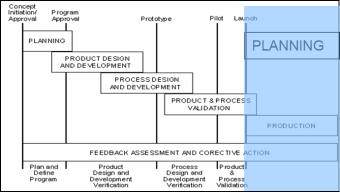 Concept
Initiation/
Approval
Program
Approval
Prototype
Pilot
Launch
PLANNING
PLANNING
PRODUCT DESIGN
AND DEVELOPMENT
PROCESS DESIGN
AND DEVELOPMENT
PRODUCT & PROCESS
VALIDATION
PRODUCTION
FEEDBACK ASSESSMENT AND CORECTIVE ACTION
Plan and
Define
Program
Product
Design and
Development
Verification
Process
Design and
Development
Verification
Product
&
Process
Validation